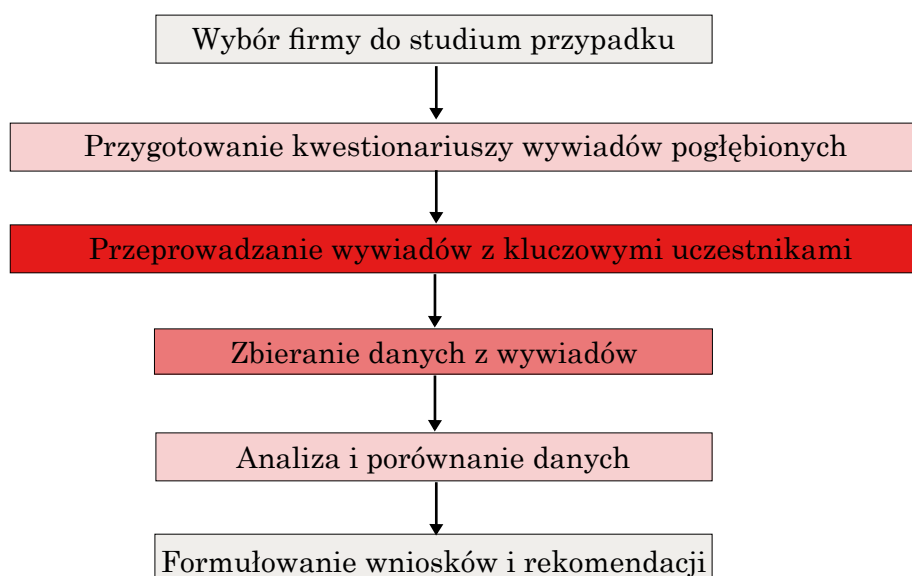 Wybór firmy do studium przypadku
Przygotowanie kwestionariuszy wywiadów pogłębionych
Przeprowadzanie wywiadów z kluczowymi uczestnikami
Zbieranie danych z wywiadów
Analiza i porównanie danych
Formułowanie wniosków i rekomendacji